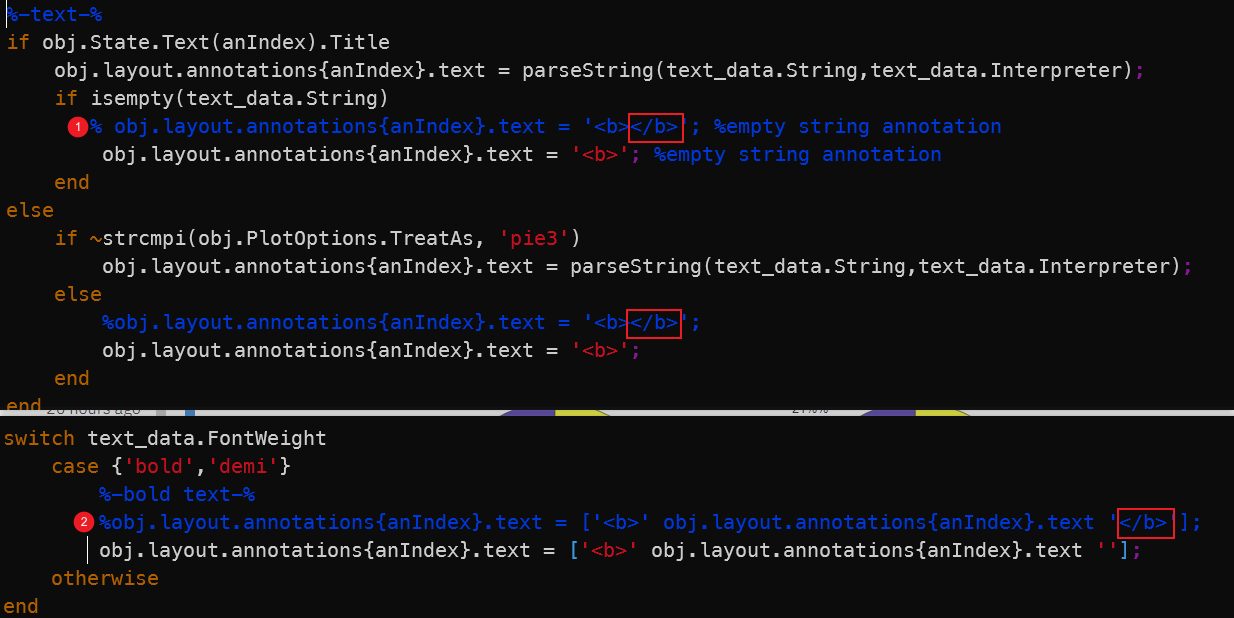 %-text-%
if obj.State.Text(anIndex).Title
    obj.layout.annotations{anIndex}.text = parseString(text_data.String,text_data.Interpreter);
    if isempty(text_data.String)
1 % obj.layout.annotations{anIndex}.text = '<b></b>'; %empty string annotation
        obj.layout.annotations{anIndex}.text = '<b>'; %empty string annotation
    end
else
    if ~strcmpi(obj.PlotOptions.TreatAs, 'pie3')
        obj.layout.annotations{anIndex}.text = parseString(text_data.String,text_data.Interpreter);
    else
        %obj.layout.annotations{anIndex}.text = '<b></b>';
        obj.layout.annotations{anIndex}.text = '<b>';
    end
end
switch text_data.FontWeight
    case {'bold','demi'}
        %-bold text-%
2 %obj.layout.annotations{anIndex}.text = ['<b>' obj.layout.annotations{anIndex}.text '</b>'];
        obj.layout.annotations{anIndex}.text = ['<b>' obj.layout.annotations{anIndex}.text ''];
    otherwise
end